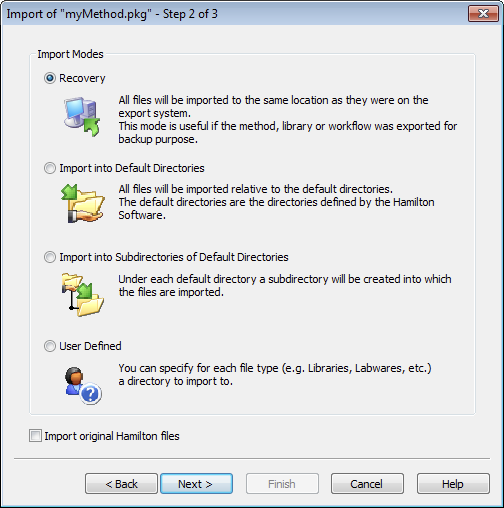 Import of "myMethod.pkg" - Step 2 of 3
Import Modes
Recovery
All files will be imported to the same location as they were on the
export system.
This mode is useful if the method, library or workflow was exported for
backup purpose.
Import into Default Directories
All files will be imported relative to the default directories.
The default directories are the directories defined by the Hamilton
Software.
Import into Subdirectories of Default Directories
Under each default directory a subdirectory will be created into which
the files are imported.
User Defined
You can specify for each file type (e.g. Libraries, Labwares, etc.)
a directory to import to.
Import original Hamilton files
< Back Next > Finish Cancel Help